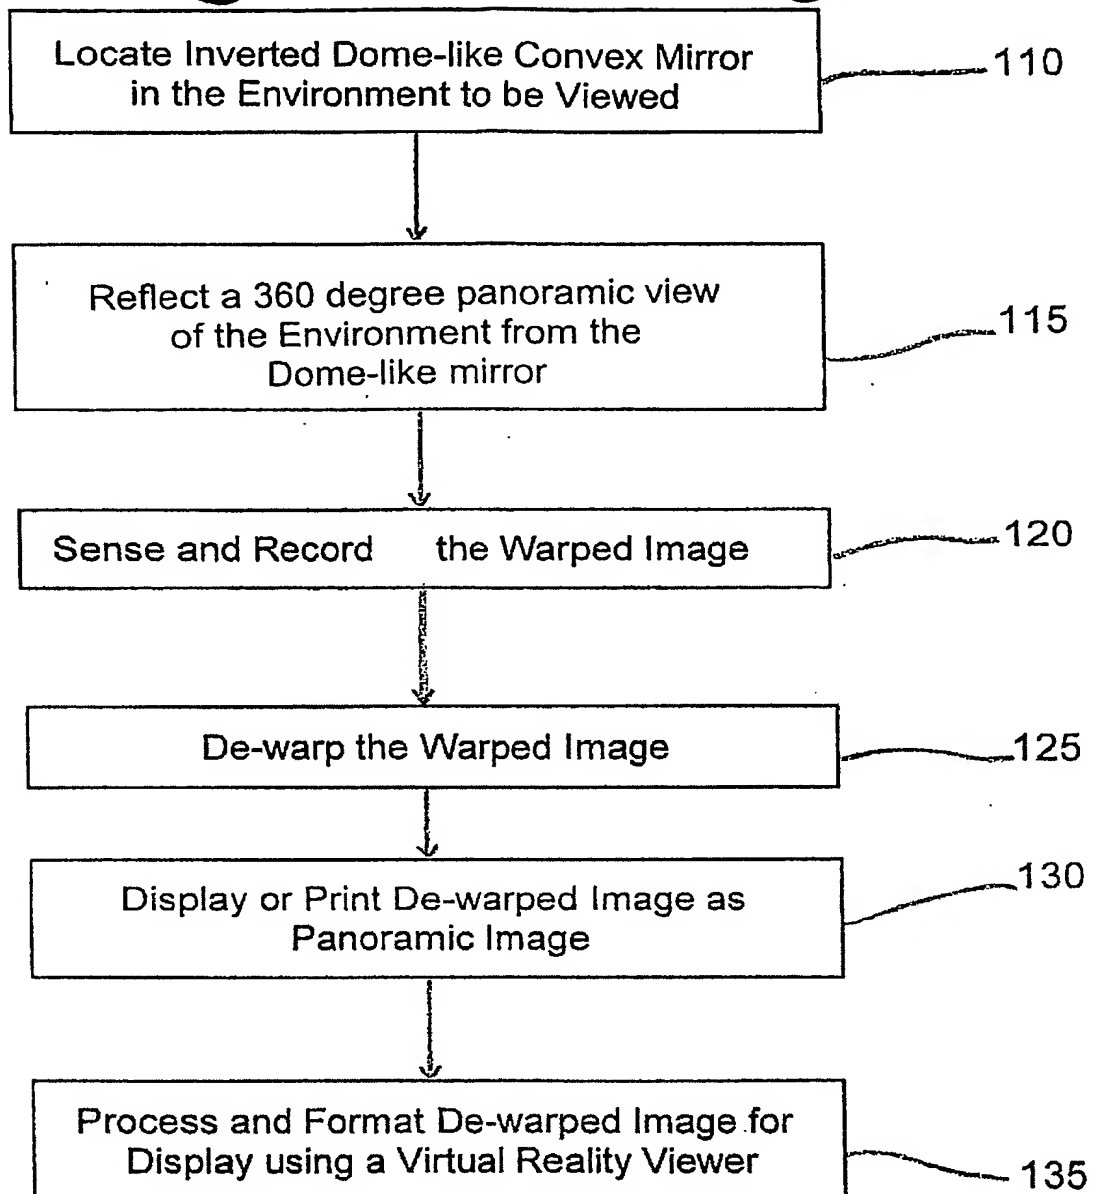 Locate Inverted Dome-like Convex Mirror
in the Environment to be Viewed
110
Reflect a 360 degree panoramic view
of the Environment from the
Dome-like mirror
115
Sense and Record the Warped Image
120
De-warp the Warped Image
125
Display or Print De-warped Image as
Panoramic Image
130
Process and Format De-warped Image for
Display using a Virtual Reality Viewer
135